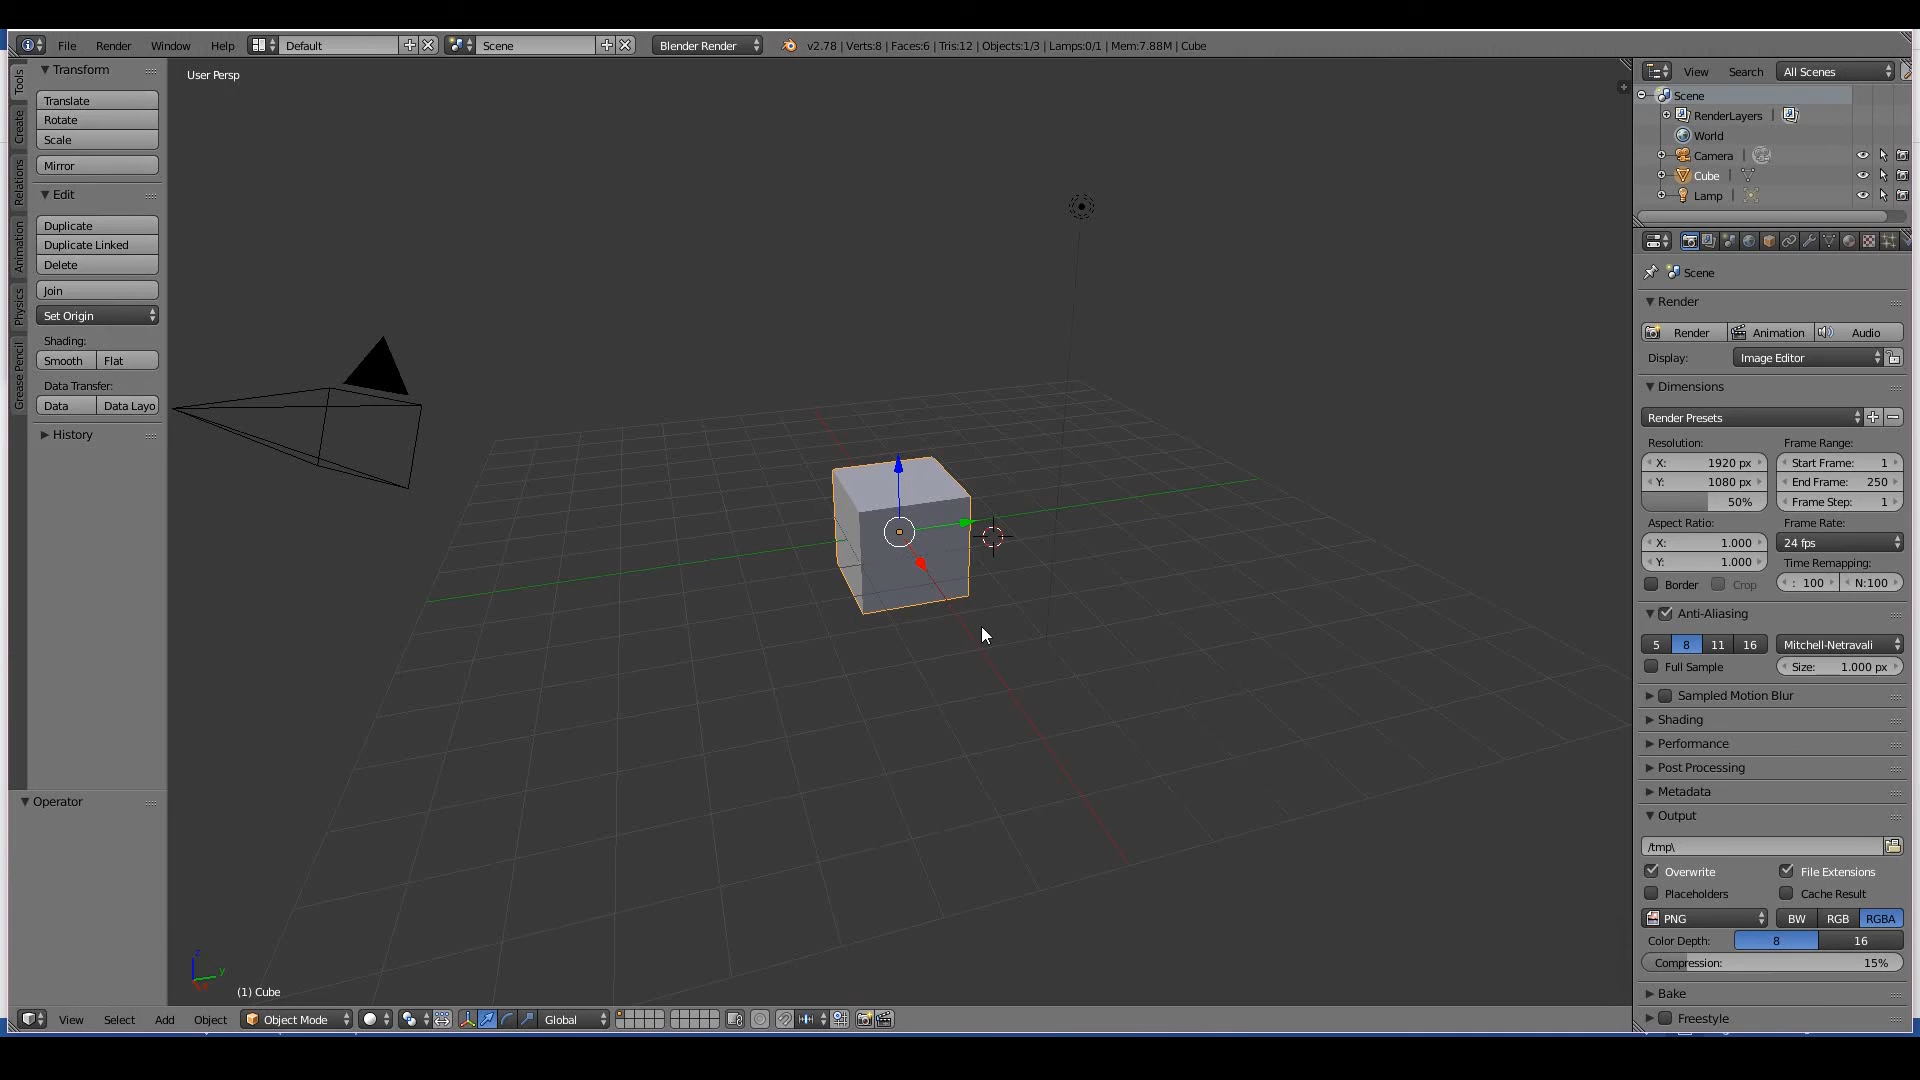 File Render Window Help Default Scene Blender Render v2.78 | Verts:8 | Faces:6 | Tris:12 | Objects:1/3 | Lamps:0/1 | Mem:7.88M | Cube
Tools
Create
Relations
Animation
Physics
Grease Pencil
Transform
Translate
Rotate
Scale
Mirror
Edit
Duplicate
Duplicate Linked
Delete
Join
Set Origin
Shading:
Smooth Flat
Data Transfer:
Data Data Layo
History
Operator
User Persp
z
y
(1) Cube
View Select Add Object Object Mode Global
View Search All Scenes
Scene
RenderLayers |
World
Camera |
Cube |
Lamp |
Scene
Render
Render Animation Audio
Display: Image Editor
Dimensions
Render Presets
Resolution: Frame Range:
X: 1920 px Start Frame: 1
Y: 1080 px End Frame: 250
50% Frame Step: 1
Aspect Ratio: Frame Rate:
X: 1.000 24 fps
Y: 1.000 Time Remapping:
Border Crop : 100 N:100
Anti-Aliasing
5 8 11 16 Mitchell-Netravali
Full Sample Size: 1.000 px
Sampled Motion Blur
Shading
Performance
Post Processing
Metadata
Output
/tmp\
Overwrite File Extensions
Placeholders Cache Result
PNG BW RGB RGBA
Color Depth: 8 16
Compression: 15%
Bake
Freestyle